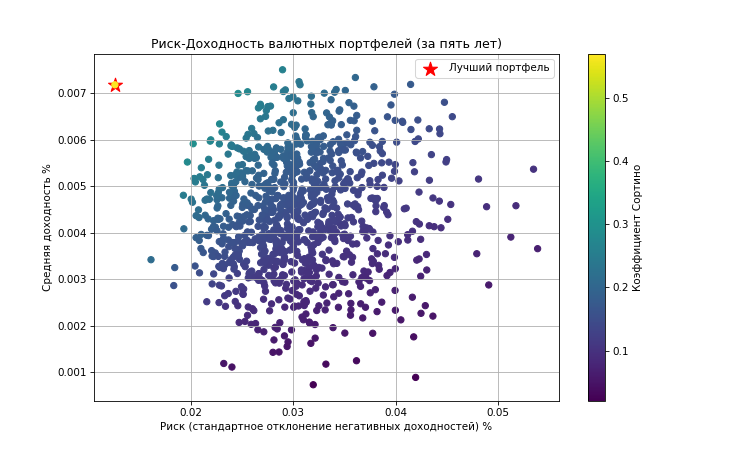 Риск-Доходность валютных портфелей (за пять лет)
Лучший портфель
0.007
0.006
0.005
0.004
0.003
0.002
0.001
Средняя доходность %
0.02 0.03 0.04 0.05
Риск (стандартное отклонение негативных доходностей) %
0.5
0.4
0.3
0.2
0.1
Коэффициент Сортино